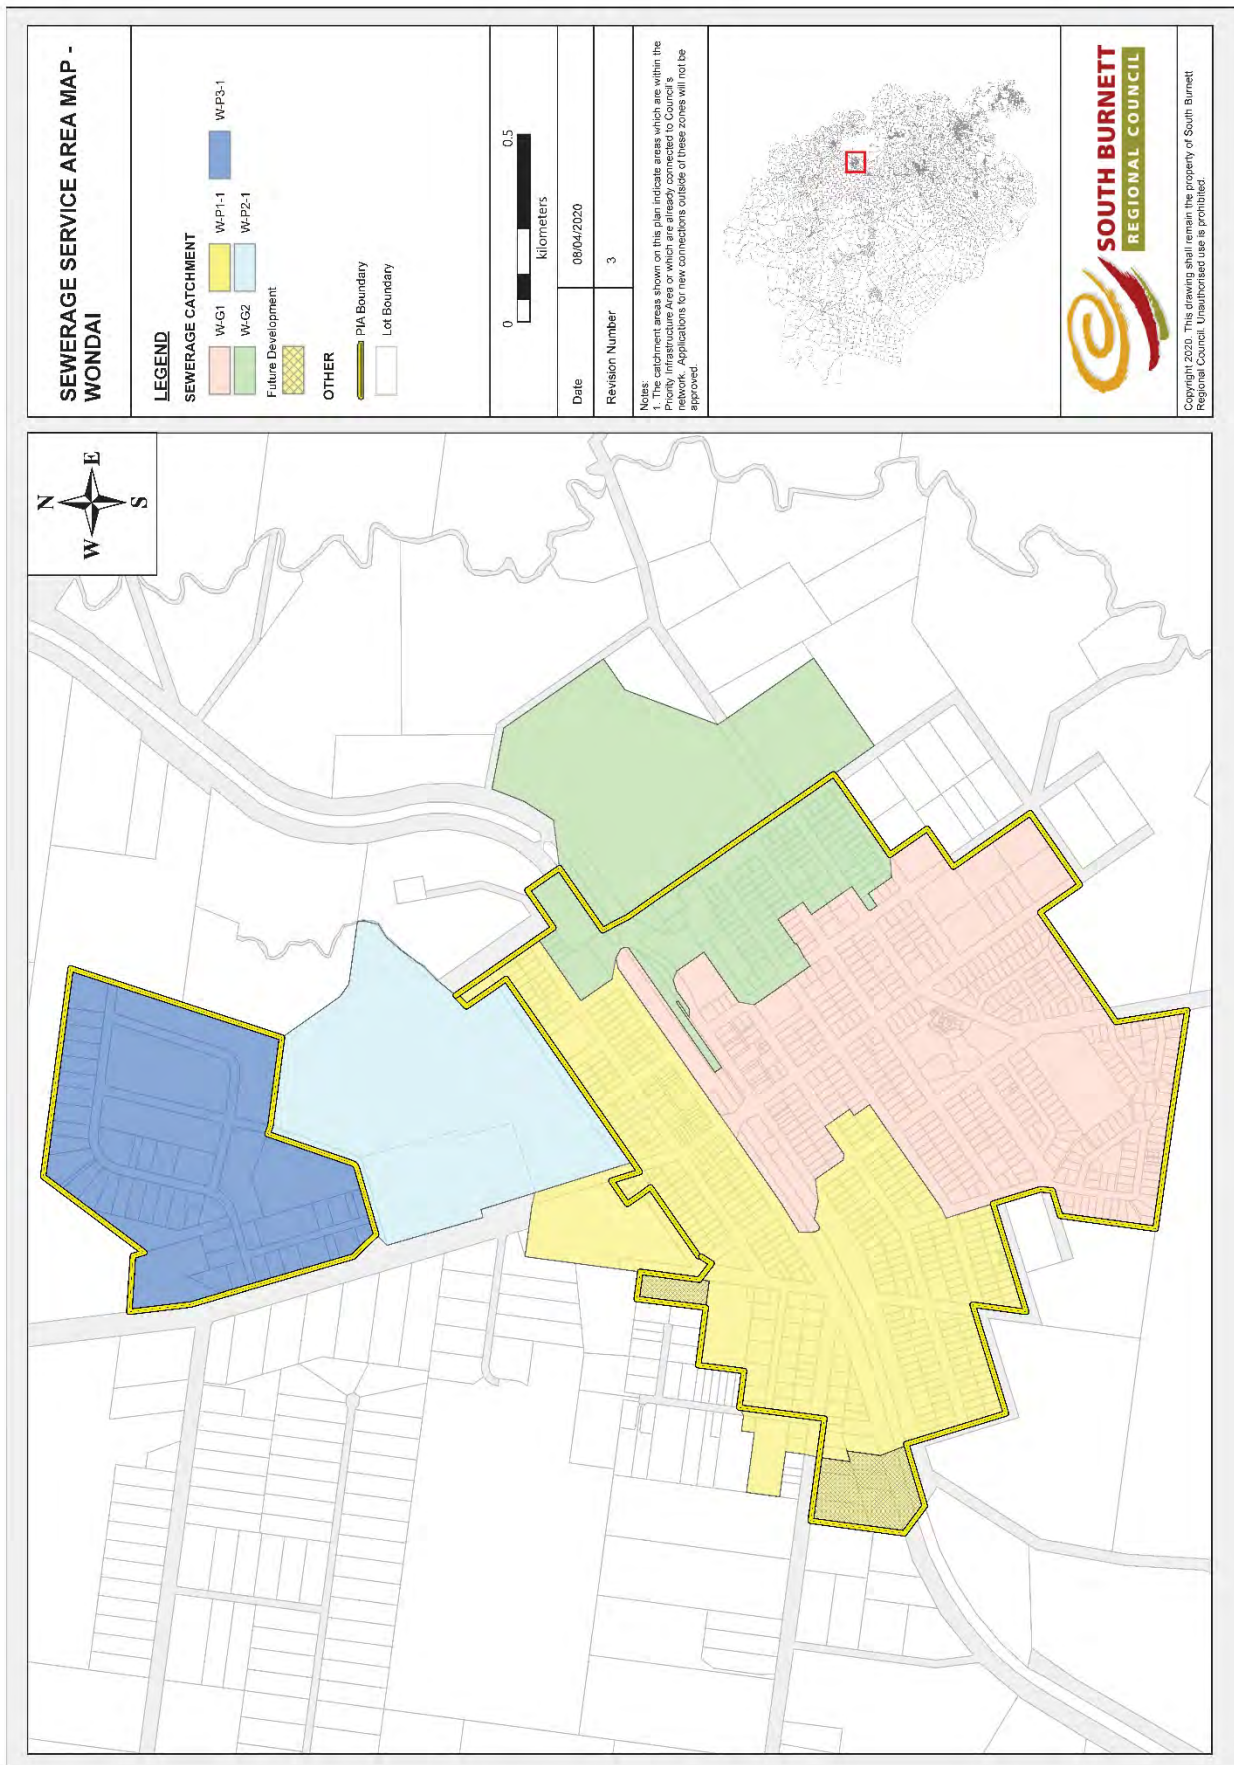 SEWERAGE SERVICE AREA MAP -
WONDAI
LEGEND
SEWERAGE CATCHMENT
W-G1
W-P1-1
W-P3-1
W-G2
W-P2-1
Future Development
OTHER
PIA Boundary
Lot Boundary
0
0.5
kilometers
Date
08/04/2020
Revision Number
3
Notes:
1. The catchment areas shown on this plan indicate areas which are within the
Priority Infrastructure Area or which are already connected to Council's
network. Applications for new connections outside of these zones will not be
approved.
SOUTH BURNETT
REGIONAL COUNCIL
Copyright 2020. This drawing shall remain the property of South Burnett
Regional Council. Unauthorised use is prohibited.
N
W
E
S